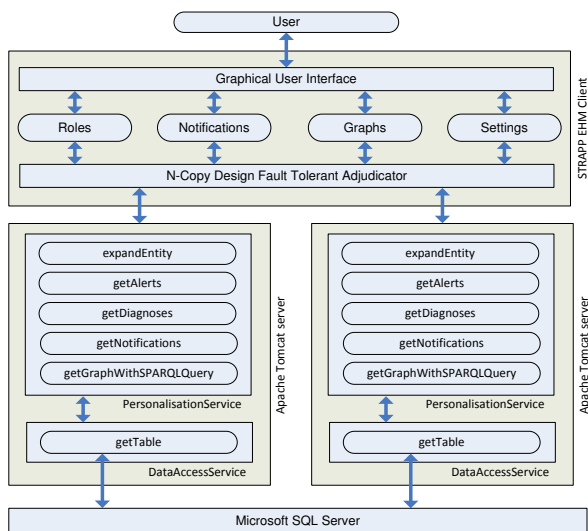 User
Graphical User Interface
Roles
Notifications
Graphs
Settings
N-Copy Design Fault Tolerant Adjudicator
STRAPP EHM Client
expandEntity
getAlerts
getDiagnoses
getNotifications
getGraphWithSPARQLQuery
PersonalisationService
getTable
DataAccessService
Apache Tomcat server
expandEntity
getAlerts
getDiagnoses
getNotifications
getGraphWithSPARQLQuery
PersonalisationService
getTable
DataAccessService
Apache Tomcat server
Microsoft SQL Server